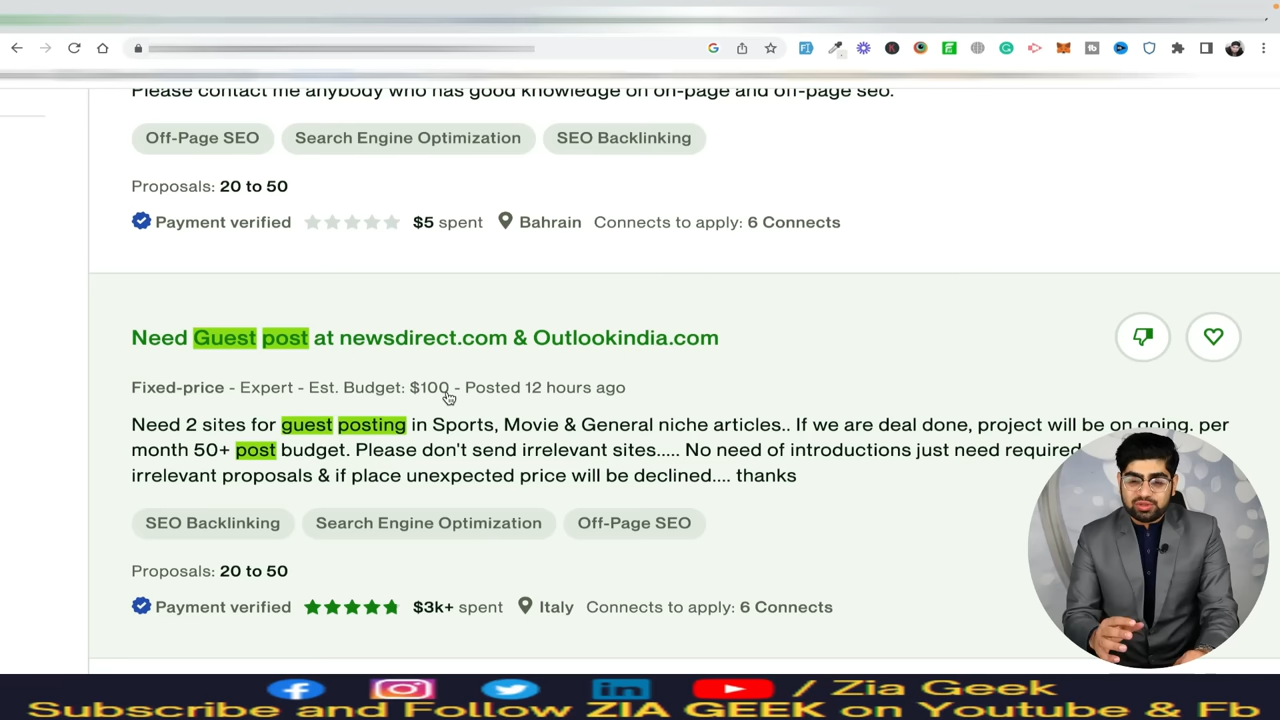 Please contact me anybody who has good knowledge on on-page and off-page seo.
Off-Page SEO Search Engine Optimization SEO Backlinking
Proposals: 20 to 50
Payment verified $5 spent Bahrain Connects to apply: 6 Connects
Need Guest post at newsdirect.com & Outlookindia.com
Fixed-price - Expert - Est. Budget: $100 - Posted 12 hours ago
Need 2 sites for guest posting in Sports, Movie & General niche articles.. If we are deal done, project will be on going. per
month 50+ post budget. Please don't send irrelevant sites..... No need of introductions just need required
irrelevant proposals & if place unexpected price will be declined.... thanks
SEO Backlinking Search Engine Optimization Off-Page SEO
Proposals: 20 to 50
Payment verified $3k+ spent Italy Connects to apply: 6 Connects
/ Zia Geek
Subscribe and Follow ZIA GEEK on Youtube & Fb